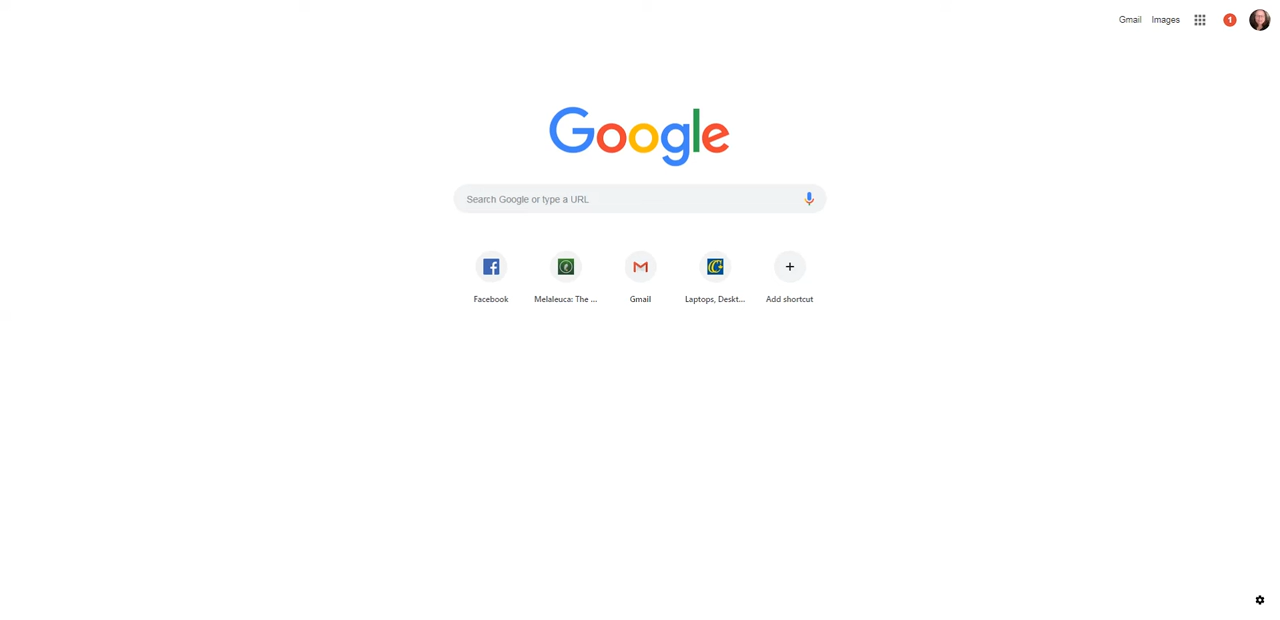 Gmail Images 1
Google
Search Google or type a URL
Facebook Melaleuca: The ... Gmail Laptops, Deskt... Add shortcut